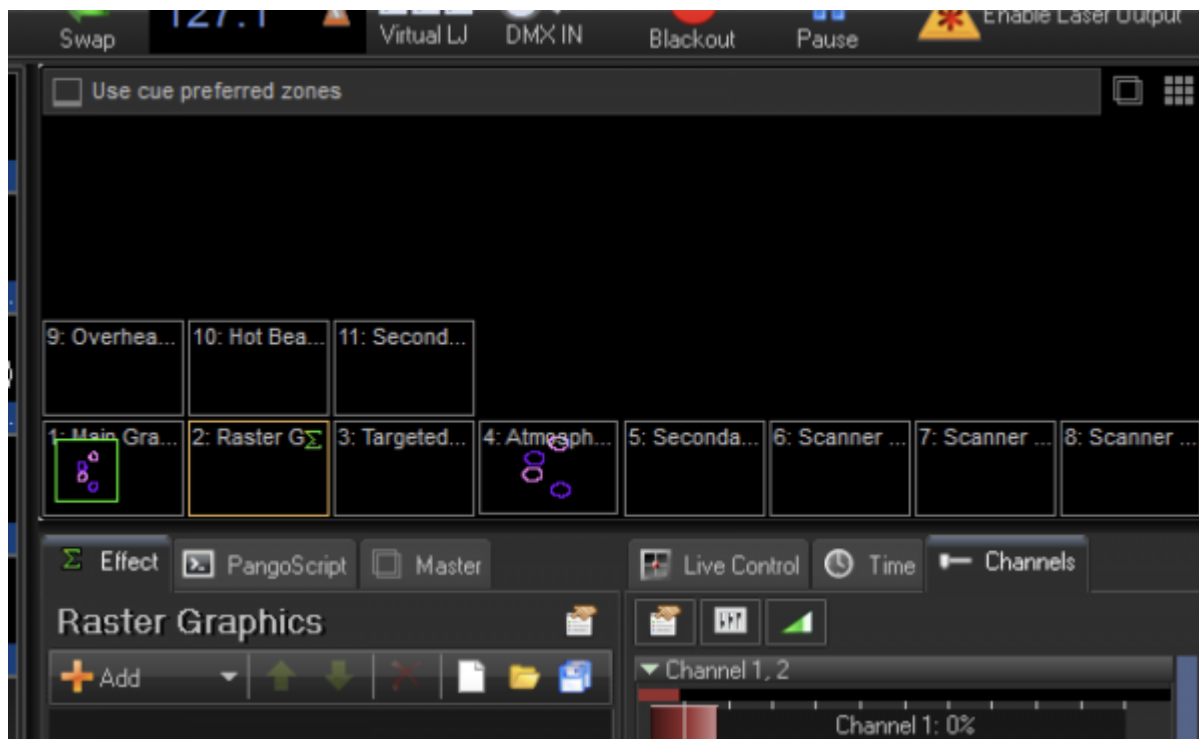 Swap
127.1
Virtual LJ
DMX IN
Blackout
Pause
Enable Laser Output
Use cue preferred zones
9: Overhea...
10: Hot Bea...
11: Second...
1: Main Gra...
2: Raster G
3: Targeted...
4: Atmosph...
5: Seconda...
6: Scanner ...
7: Scanner ...
8: Scanner ...
Effect
PangoScript
Master
Live Control
Time
Channels
Raster Graphics
Add
Channel 1, 2
Channel 1: 0%